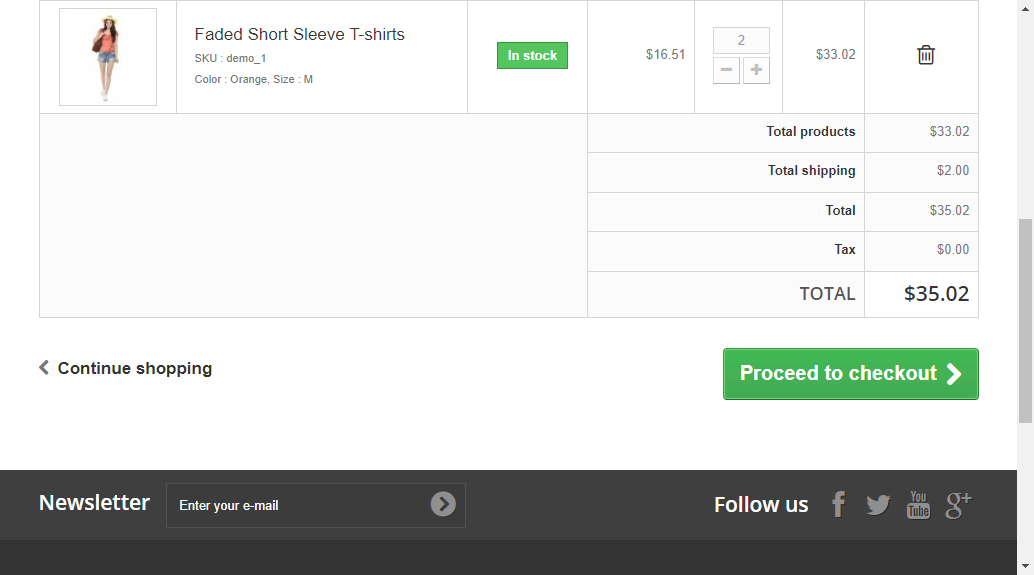 Faded Short Sleeve T-shirts
SKU : demo_1
Color : Orange, Size : M
In stock
$16.51
2
$33.02
Total products $33.02
Total shipping $2.00
Total $35.02
Tax $0.00
TOTAL $35.02
Continue shopping
Proceed to checkout
Newsletter
Enter your e-mail
Follow us
f
You
Tube
g+